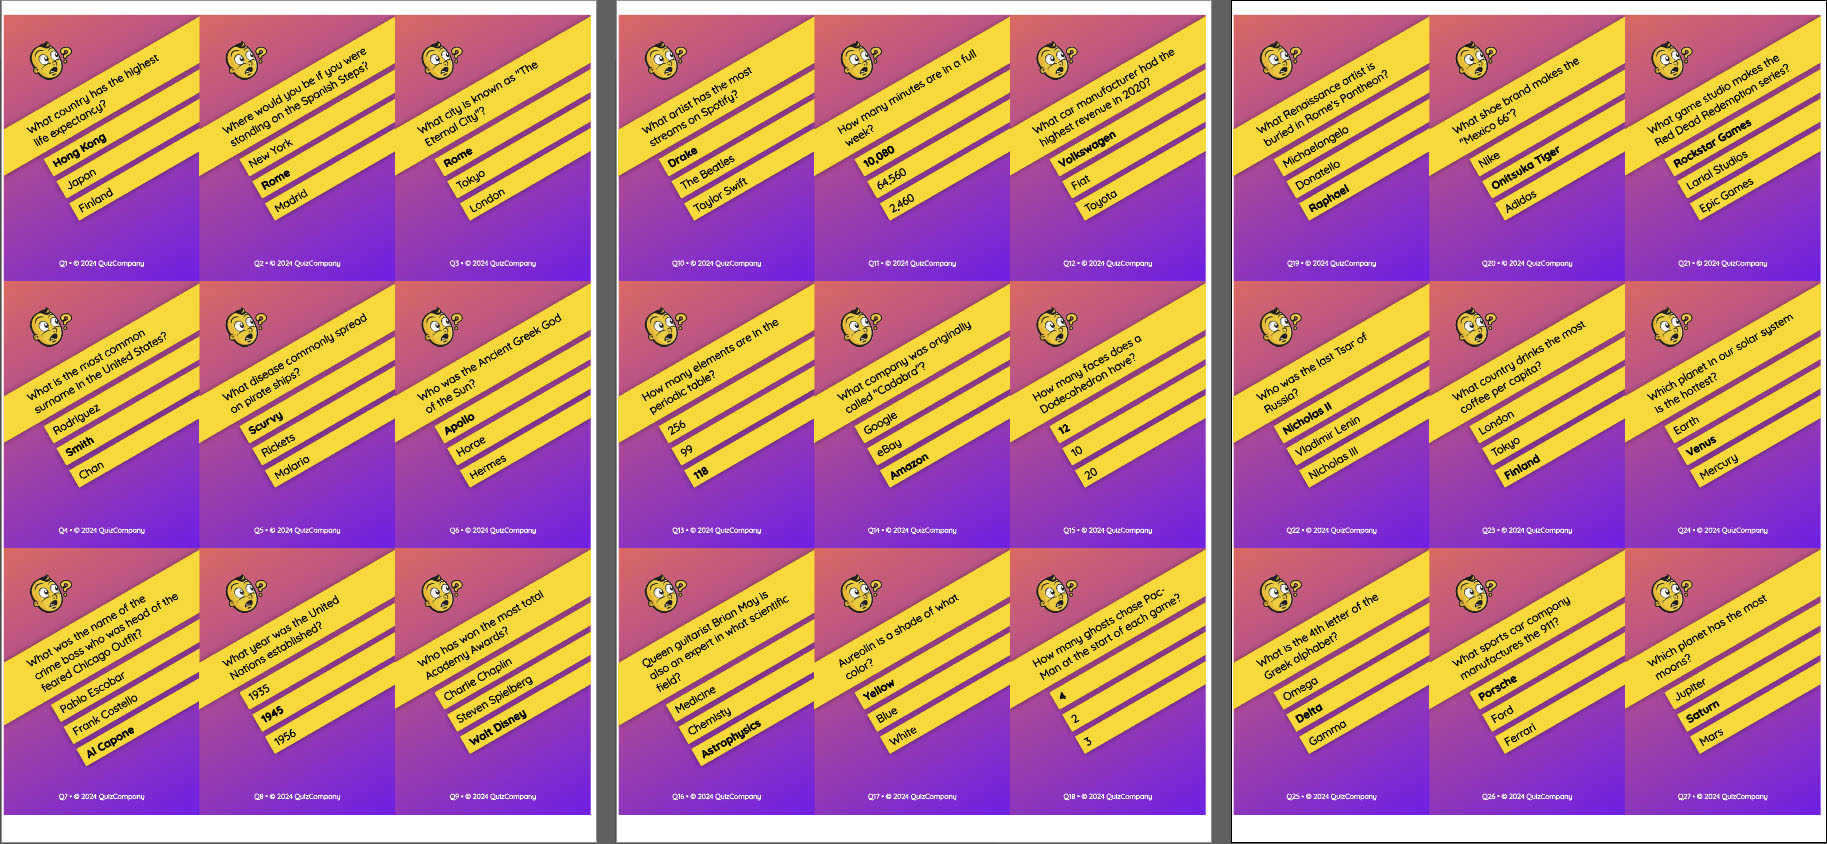 What country has the highest
life expectancy?
Hong Kong
Japan
Finland
Q1 • © 2024 QuizCompany
Where would you be if you were
standing on the Spanish Steps?
New York
Rome
Madrid
Q2 • © 2024 QuizCompany
What city is known as "The
Eternal City"?
Rome
Tokyo
London
Q3 • © 2024 QuizCompany
What is the most common
surname in the United States?
Rodríguez
Smith
Chan
Q4 • © 2024 QuizCompany
What disease commonly spread
on pirate ships?
Scurvy
Rickets
Malaria
Q5 • © 2024 QuizCompany
Who was the Ancient Greek God
of the Sun?
Apollo
Horae
Hermes
Q6 • © 2024 QuizCompany
What was the name of the
crime boss who was head of the
feared Chicago Outfit?
Pablo Escobar
Frank Costello
Al Capone
Q7 • © 2024 QuizCompany
What year was the United
Nations established?
1935
1945
1956
Q8 • © 2024 QuizCompany
Who has won the most total
Academy Awards?
Charlie Chaplin
Steven Spielberg
Walt Disney
Q9 • © 2024 QuizCompany
What artist has the most
streams on Spotify?
Drake
The Beatles
Taylor Swift
Q10 • © 2024 QuizCompany
How many minutes are in a full
week?
10,080
64,560
2,460
Q11 • © 2024 QuizCompany
What car manufacturer had the
highest revenue in 2020?
Volkswagen
Fiat
Toyota
Q12 • © 2024 QuizCompany
How many elements are in the
periodic table?
256
99
118
Q13 • © 2024 QuizCompany
What company was originally
called "Cadabra"?
Google
eBay
Amazon
Q14 • © 2024 QuizCompany
How many faces does a
Dodecahedron have?
12
10
20
Q15 • © 2024 QuizCompany
Queen guitarist Brian May is
also an expert in what scientific
field?
Medicine
Chemisty
Astrophysics
Q16 • © 2024 QuizCompany
Aureolin is a shade of what
color?
Yellow
Blue
White
Q17 • © 2024 QuizCompany
How many ghosts chase Pac-
Man at the start of each game?
4
2
3
Q18 • © 2024 QuizCompany
What Renaissance artist is
buried in Rome's Pantheon?
Michaelangelo
Donatello
Raphael
Q19 • © 2024 QuizCompany
What shoe brand makes the
"Mexico 66"?
Nike
Onitsuka Tiger
Adidas
Q20 • © 2024 QuizCompany
What game studio makes the
Red Dead Redemption series?
Rockstar Games
Larial Studios
Epic Games
Q21 • © 2024 QuizCompany
Who was the last Tsar of
Russia?
Nicholas II
Vladimir Lenin
Nicholas III
Q22 • © 2024 QuizCompany
What country drinks the most
coffee per capita?
London
Tokyo
Finland
Q23 • © 2024 QuizCompany
Which planet in our solar system
is the hottest?
Earth
Venus
Mercury
Q24 • © 2024 QuizCompany
What is the 4th letter of the
Greek alphabet?
Omega
Delta
Gamma
Q25 • © 2024 QuizCompany
What sports car company
manufactures the 911?
Porsche
Ford
Ferrari
Q26 • © 2024 QuizCompany
Which planet has the most
moons?
Jupiter
Saturn
Mars
Q27 • © 2024 QuizCompany